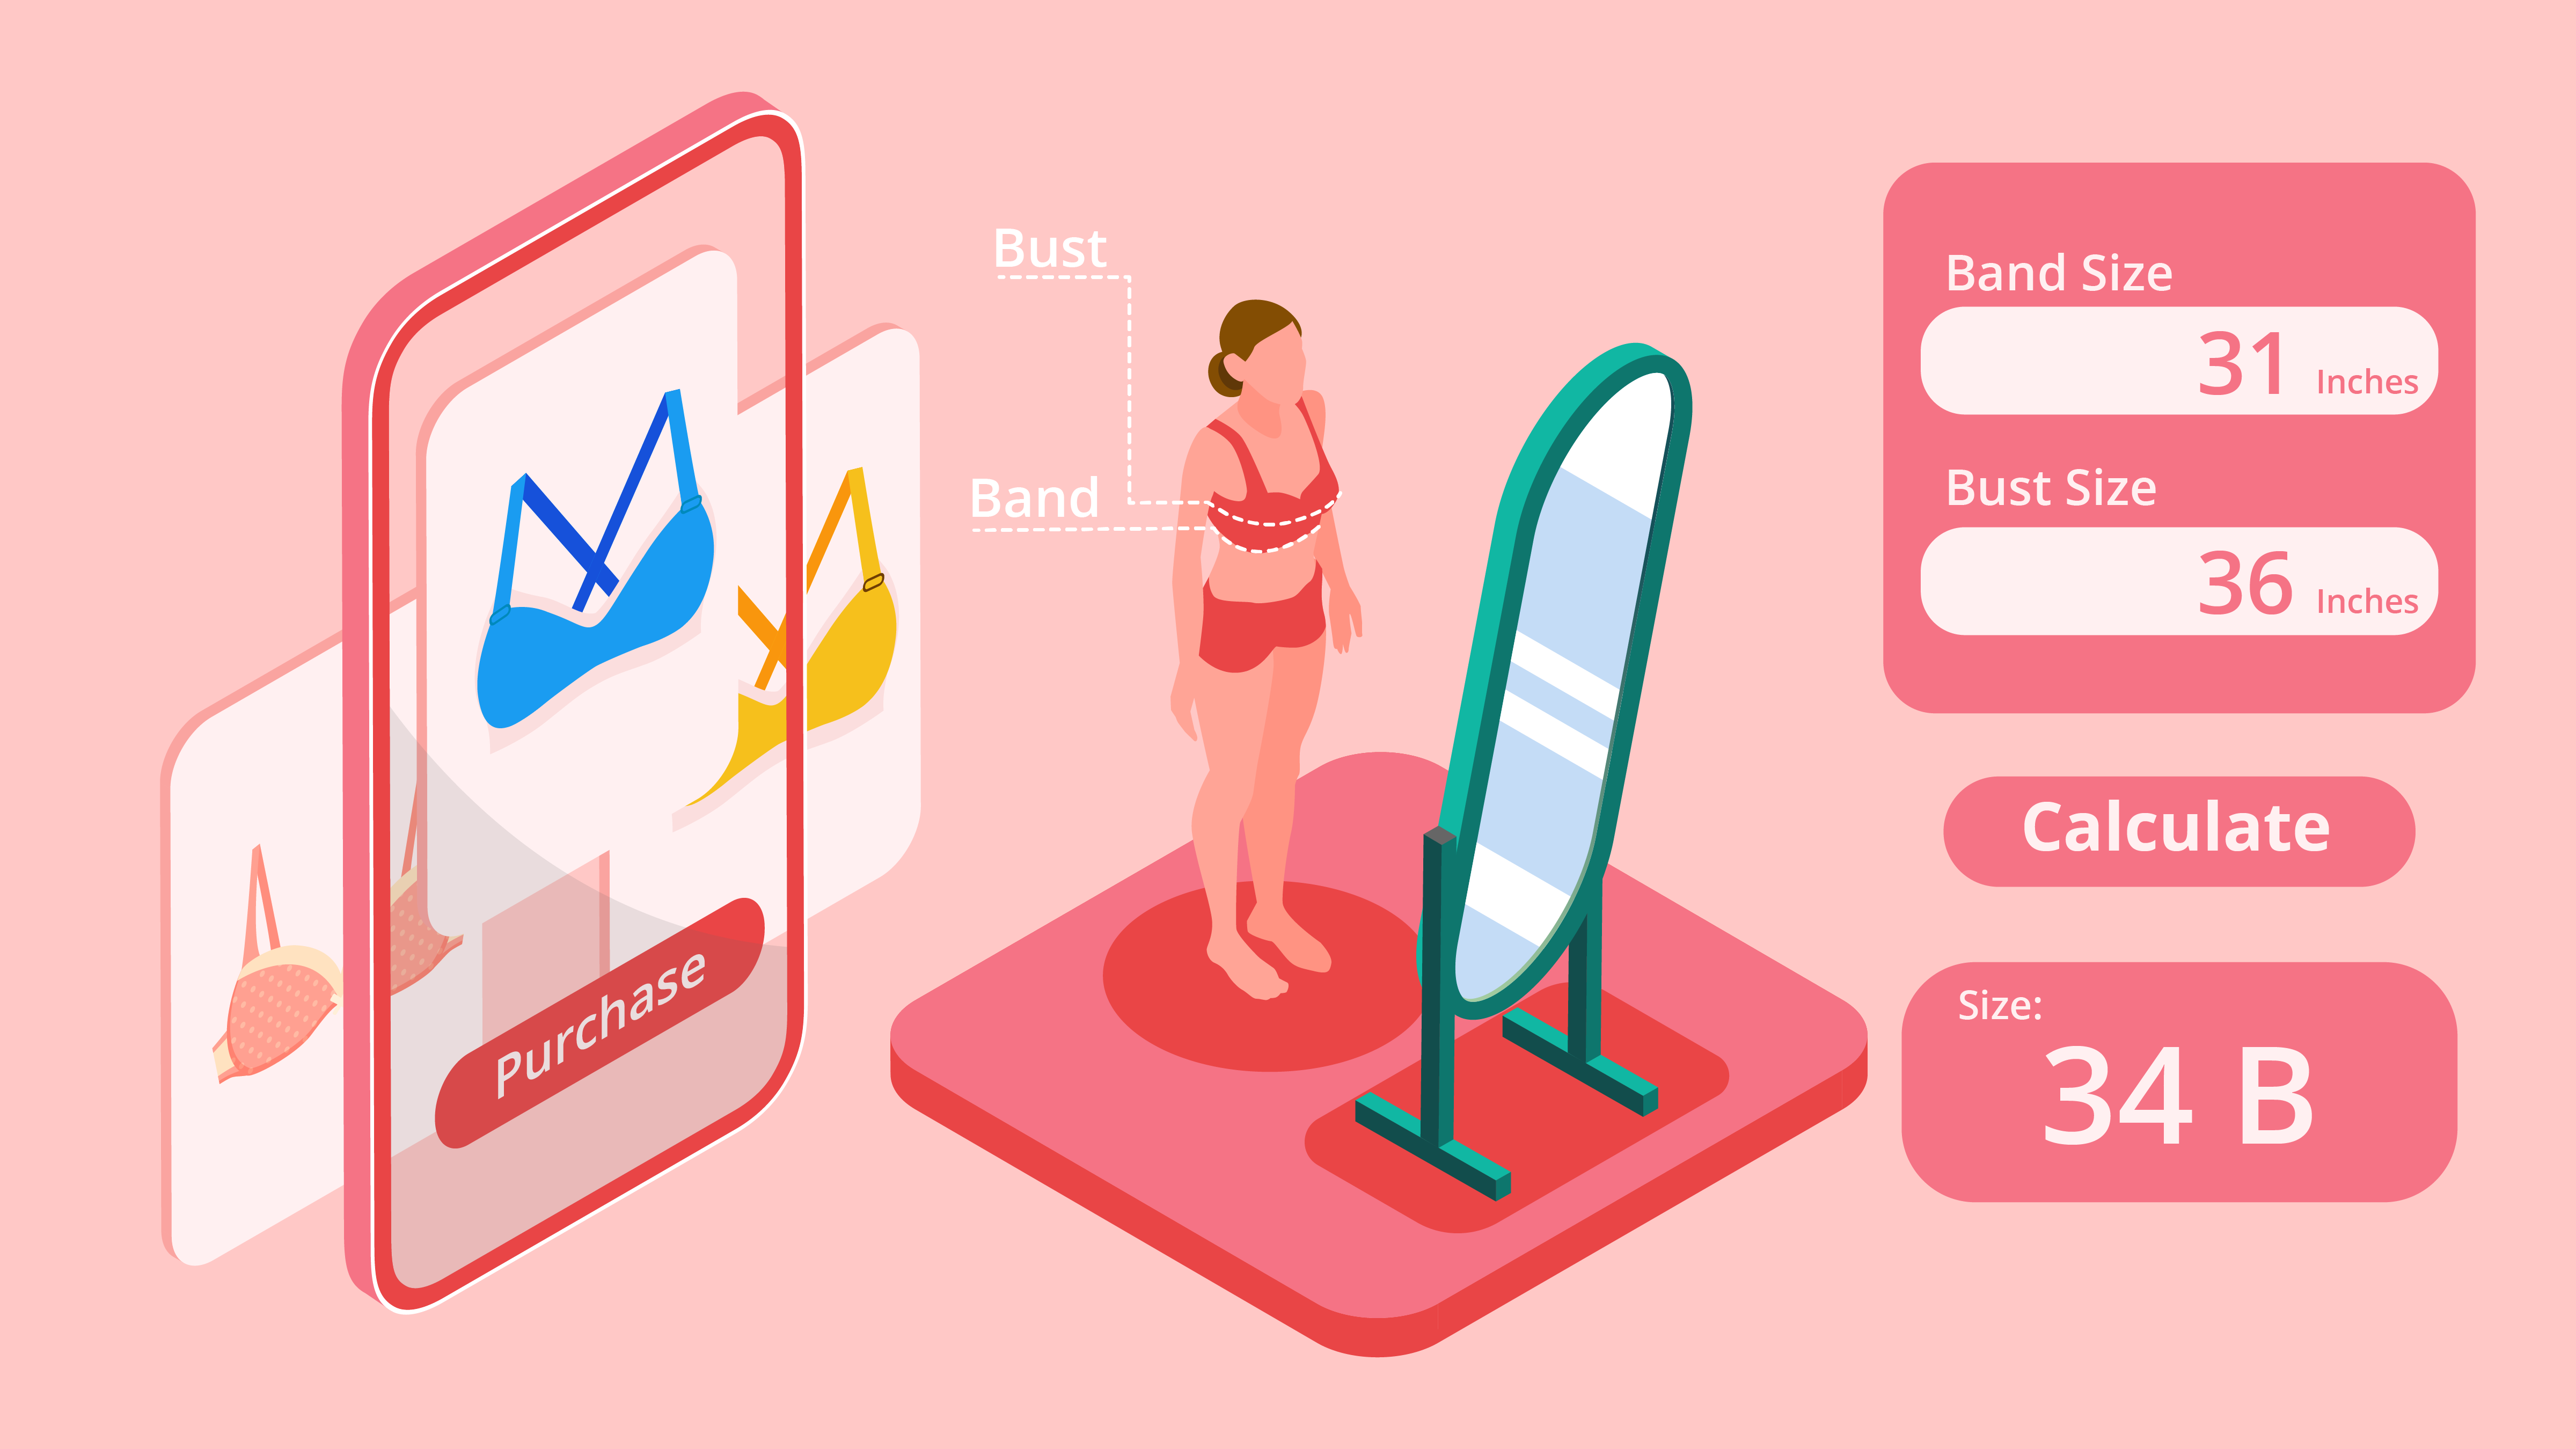 Bust
Band
Purchase
Band Size
31 Inches
Bust Size
36 Inches
Calculate
Size:
34 B